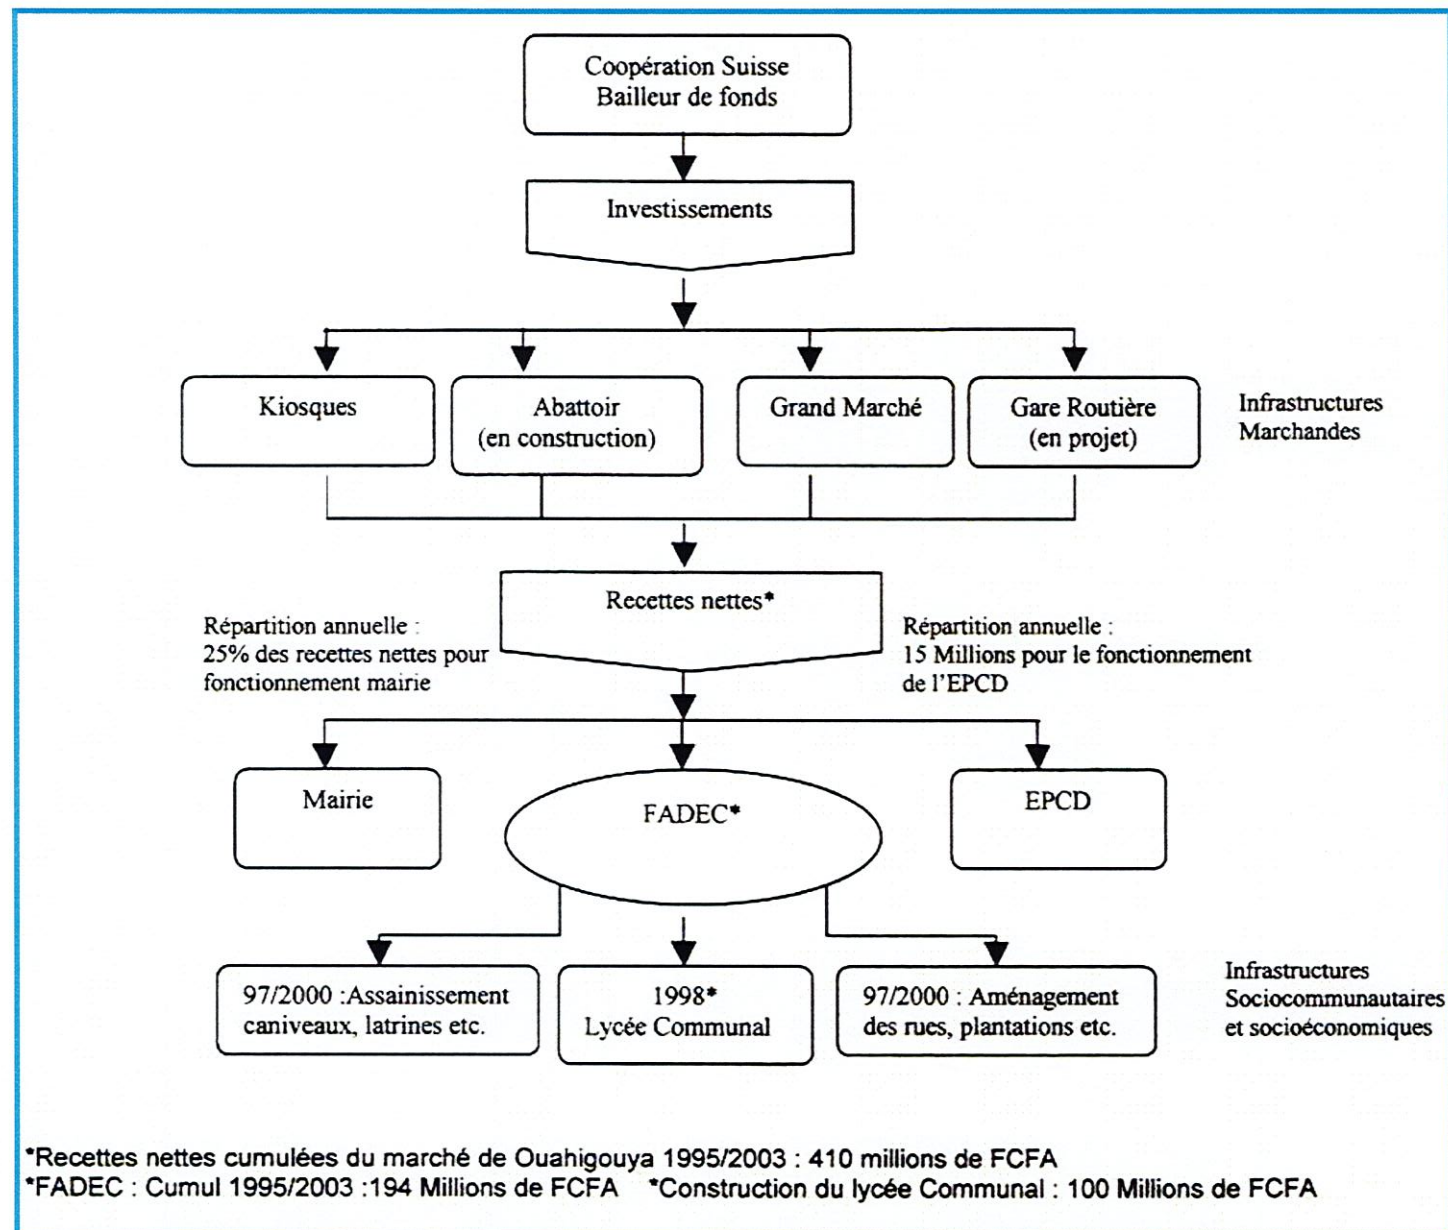 Coopération Suisse
Bailleur de fonds
Investissements
Kiosques
Abattoir
(en construction)
Grand Marché
Gare Routière
(en projet)
Infrastructures
Marchandes
Recettes nettes*
Répartition annuelle :
25% des recettes nettes pour
fonctionnement mairie
Répartition annuelle :
15 Millions pour le fonctionnement
de l'EPCD
Mairie
FADEC*
EPCD
97/2000 :Assainissement
caniveaux, latrines etc.
1998*
Lycée Communal
97/2000 : Aménagement
des rues, plantations etc.
Infrastructures
Sociocommunautaires
et socioéconomiques
*Recettes nettes cumulées du marché de Ouahigouya 1995/2003 : 410 millions de FCFA
*FADEC : Cumul 1995/2003 :194 Millions de FCFA *Construction du lycée Communal : 100 Millions de FCFA